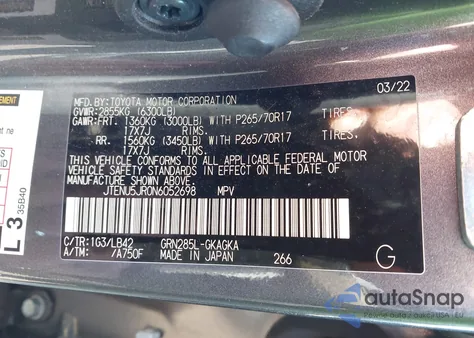 MFD.BY:TOYOTA MOTOR CORPORATION 03/22
GVWR:2855KG (6300LB)
GAWR:FRT. 1360KG (3000LB) WITH P265/70R17 TIRES,
17X7J RIMS.
RR. 1560KG (3450LB) WITH P265/70R17 TIRES,
17X7J RIMS.
THIS VEHICLE CONFORMS TO ALL APPLICABLE FEDERAL MOTOR
VEHICLE SAFETY STANDARDS IN EFFECT ON THE DATE OF
MANUFACTURE SHOWN ABOVE.
JTENU5JR0N6052698 MPV
C/TR:1G3/LB42 GRN285L-GKAGKA
A/TM: /A750F MADE IN JAPAN 266 G
L 3
35B40
autaSnap